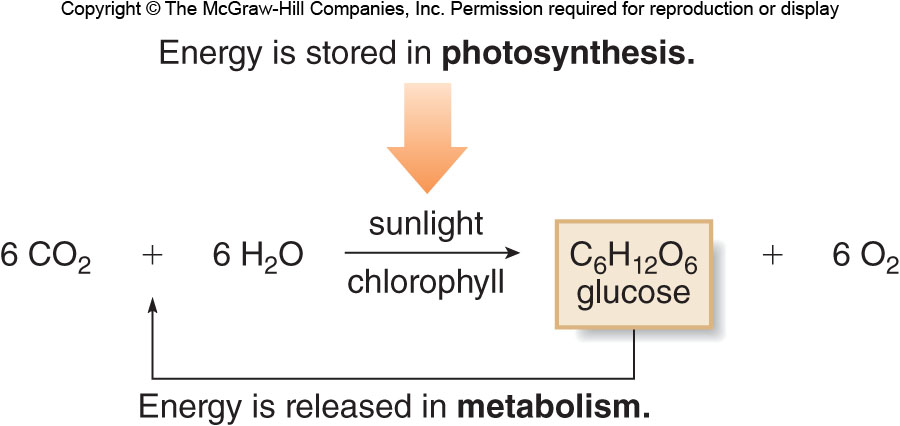 Copyright © The McGraw-Hill Companies, Inc. Permission required for reproduction or display
Energy is stored in photosynthesis.
sunlight
6 CO₂ + 6 H₂O chlorophyll C₆H₁₂O₆ + 6 O₂
glucose
Energy is released in metabolism.